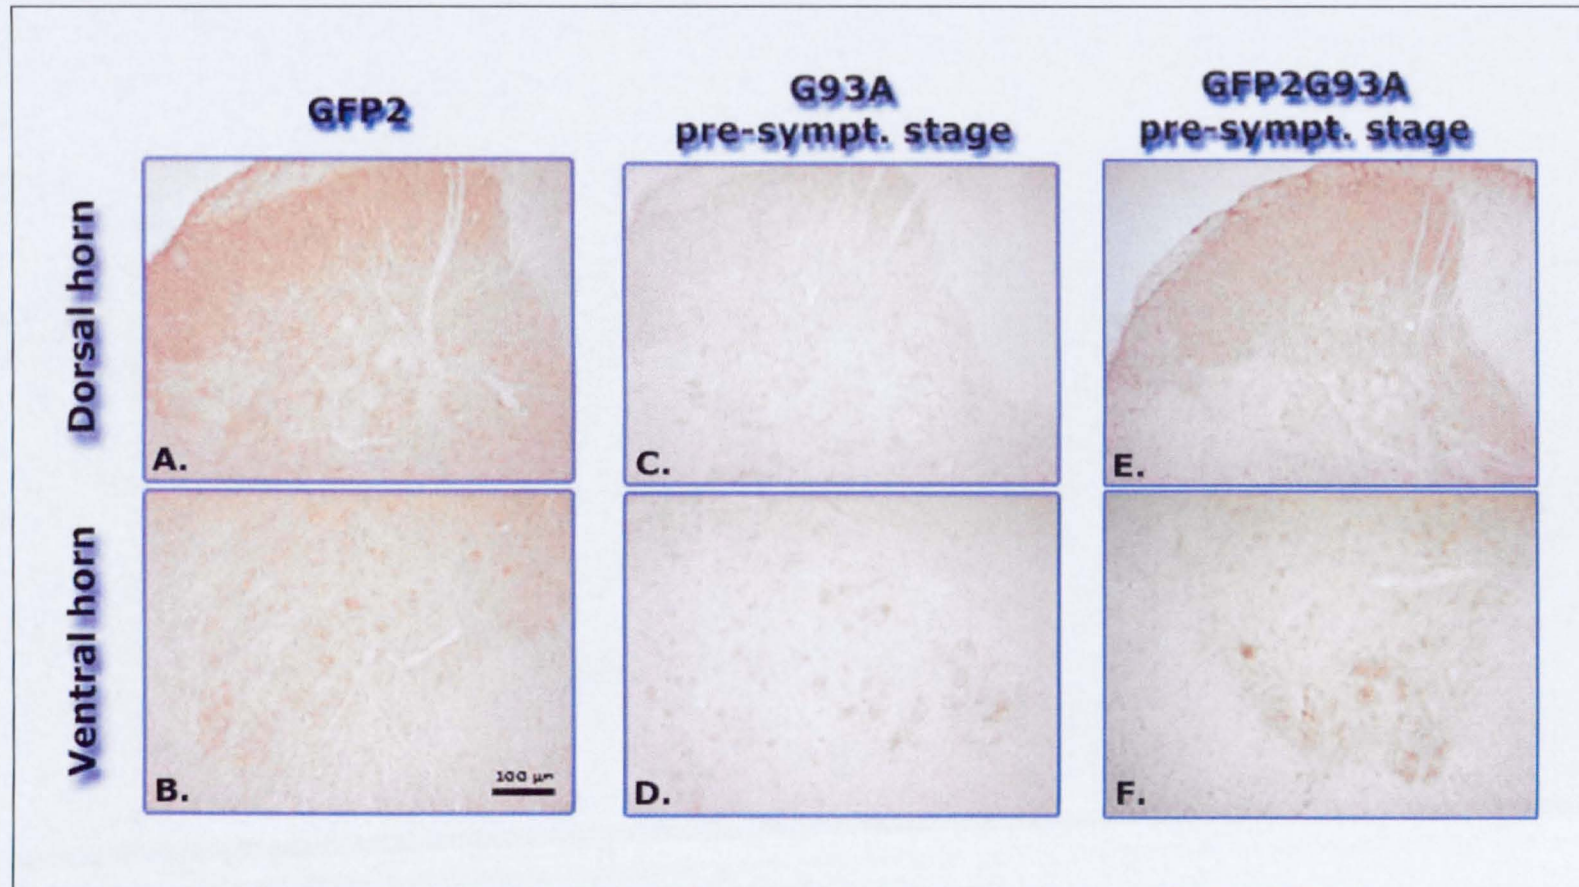 GFP2
G93A
pre-sympt. stage
GFP2G93A
pre-sympt. stage
Dorsal horn
A.
C.
E.
Ventral horn
100 µm
B.
D.
F.